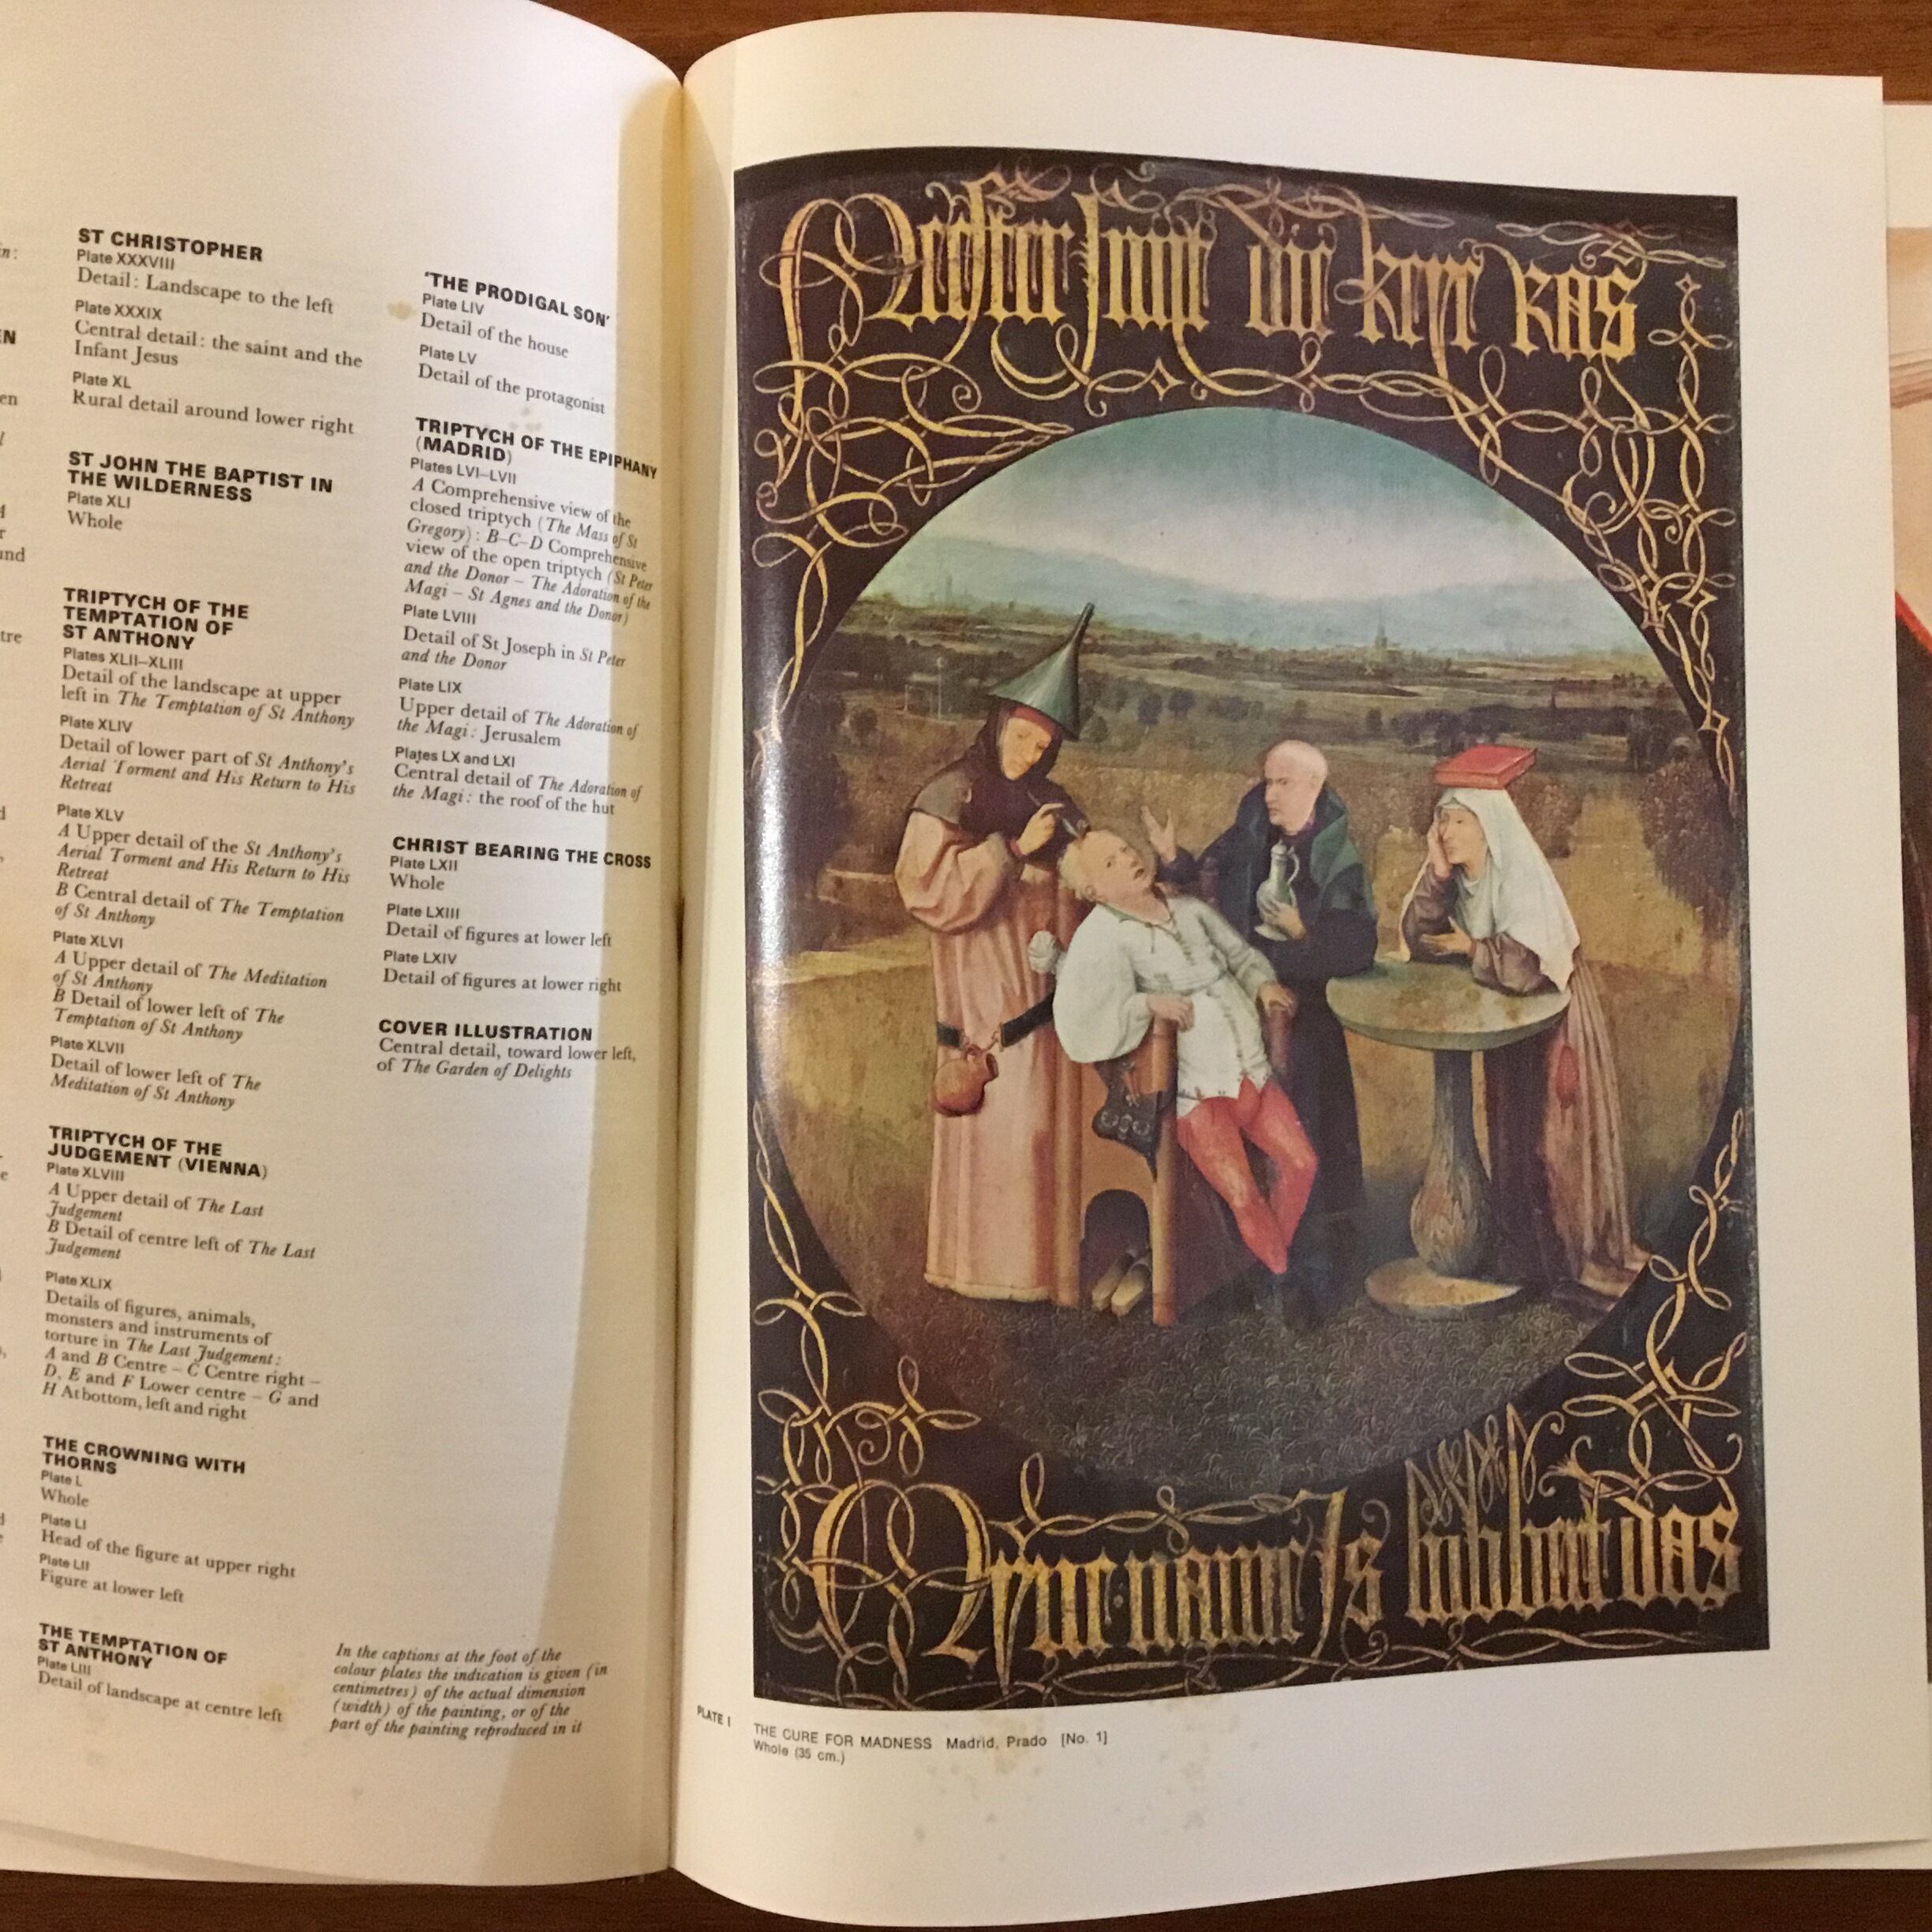 in:
EN
en
und
tre
ST CHRISTOPHER
Plate XXXVIII
Detail: Landscape to the left
Plate XXXIX
Central detail: the saint and the
Infant Jesus
Plate XL
Rural detail around lower right
ST JOHN THE BAPTIST IN
THE WILDERNESS
Plate XLI
Whole
TRIPTYCH OF THE
TEMPTATION OF
ST ANTHONY
Plates XLII–XLIII
Detail of the landscape at upper
left in The Temptation of St Anthony
Plate XLIV
Detail of lower part of St Anthony's
Aerial Torment and His Return to His
Retreat
Plate XLV
A Upper detail of the St Anthony's
Aerial Torment and His Return to His
Retreat
B Central detail of The Temptation
of St Anthony
Plate XLVI
A Upper detail of The Meditation
of St Anthony
B Detail of lower left of The
Temptation of St Anthony
Plate XLVII
Detail of lower left of The
Meditation of St Anthony
TRIPTYCH OF THE
JUDGEMENT (VIENNA)
Plate XLVIII
A Upper detail of The Last
Judgement
B Detail of centre left of The Last
Judgement
Plate XLIX
Details of figures, animals,
monsters and instruments of
torture in The Last Judgement:
A and B Centre – C Centre right –
D, E and F Lower centre – G and
H At bottom, left and right
THE CROWNING WITH
THORNS
Plate L
Whole
Plate LI
Head of the figure at upper right
Plate LII
Figure at lower left
THE TEMPTATION OF
ST ANTHONY
Plate LIII
Detail of landscape at centre left
'THE PRODIGAL SON'
Plate LIV
Detail of the house
Plate LV
Detail of the protagonist
TRIPTYCH OF THE EPIPHANY
(MADRID)
Plates LVI–LVII
A Comprehensive view of the
closed triptych (The Mass of St
Gregory): B–C–D Comprehensive
view of the open triptych (St Peter
and the Donor – The Adoration of the
Magi – St Agnes and the Donor)
Plate LVIII
Detail of St Joseph in St Peter
and the Donor
Plate LIX
Upper detail of The Adoration of
the Magi: Jerusalem
Plates LX and LXI
Central detail of The Adoration of
the Magi: the roof of the hut
CHRIST BEARING THE CROSS
Plate LXII
Whole
Plate LXIII
Detail of figures at lower left
Plate LXIV
Detail of figures at lower right
COVER ILLUSTRATION
Central detail, toward lower left,
of The Garden of Delights
In the captions at the foot of the
colour plates the indication is given (in
centimetres) of the actual dimension
(width) of the painting, or of the
part of the painting reproduced in it
Meester snijt die keye ras
Myne name Is lubbert das
PLATE I THE CURE FOR MADNESS Madrid, Prado [No. 1]
Whole (35 cm.)